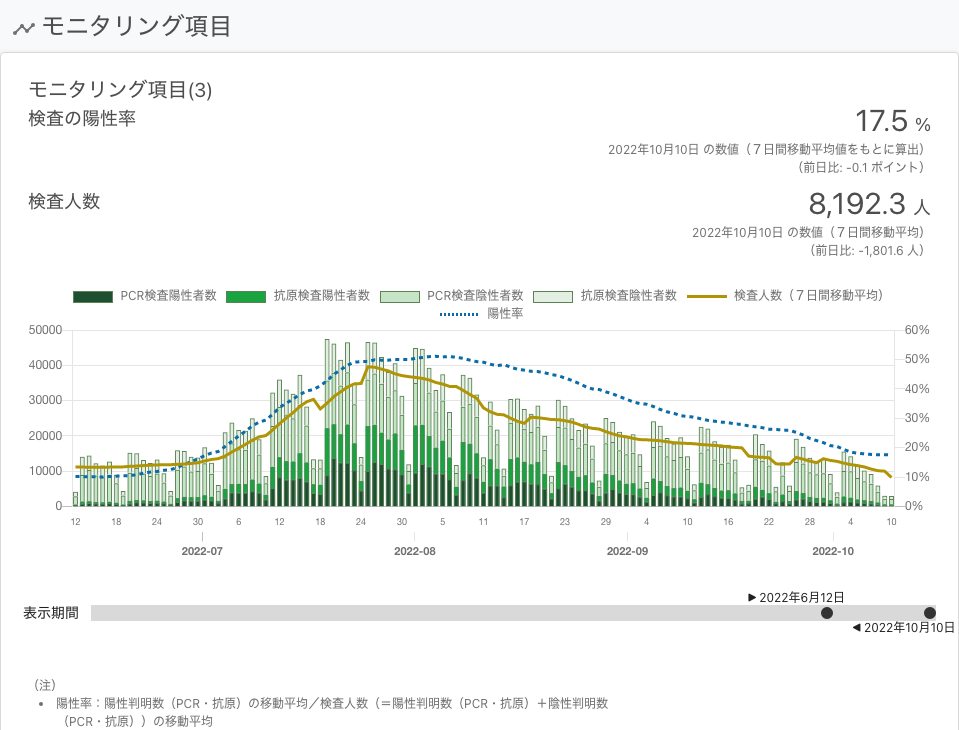 モニタリング項目
モニタリング項目(3)
検査の陽性率
17.5 %
2022年10月10日 の数値（７日間移動平均値をもとに算出）
（前日比: -0.1 ポイント）
検査人数
8,192.3 人
2022年10月10日 の数値（７日間移動平均）
（前日比: -1,801.6 人）
PCR検査陽性者数 抗原検査陽性者数 PCR検査陰性者数 抗原検査陰性者数 検査人数（７日間移動平均）
陽性率
50000 60%
50%
40000
40%
30000
30%
20000
20%
10000
10%
0 0%
12 18 24 30 6 12 18 24 30 5 11 17 23 29 4 10 16 22 28 4 10
2022-07 2022-08 2022-09 2022-10
▶ 2022年6月12日
表示期間
◀ 2022年10月10日
（注）
• 陽性率：陽性判明数（PCR・抗原）の移動平均／検査人数（＝陽性判明数（PCR・抗原）＋陰性判明数
（PCR・抗原））の移動平均